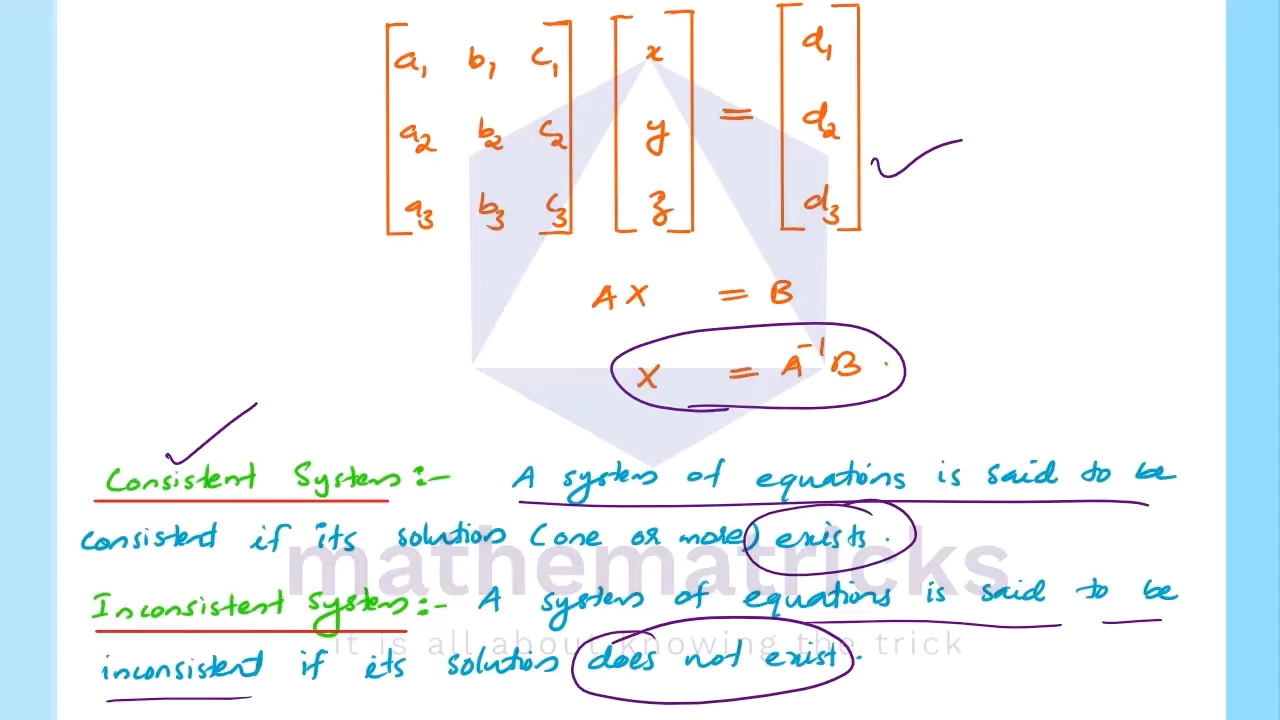 a₁ b₁ c₁ x d₁
a₂ b₂ c₂ y = d₂
a₃ b₃ c₃ z d₃
AX = B
X = A⁻¹B.
Consistent System:- A system of equations is said to be
consistent if its solution (one or more) exists.
mathematricks
Inconsistent System:- A system of equations is said to be
it is all about knowing the trick
inconsistent if its solution does not exist.